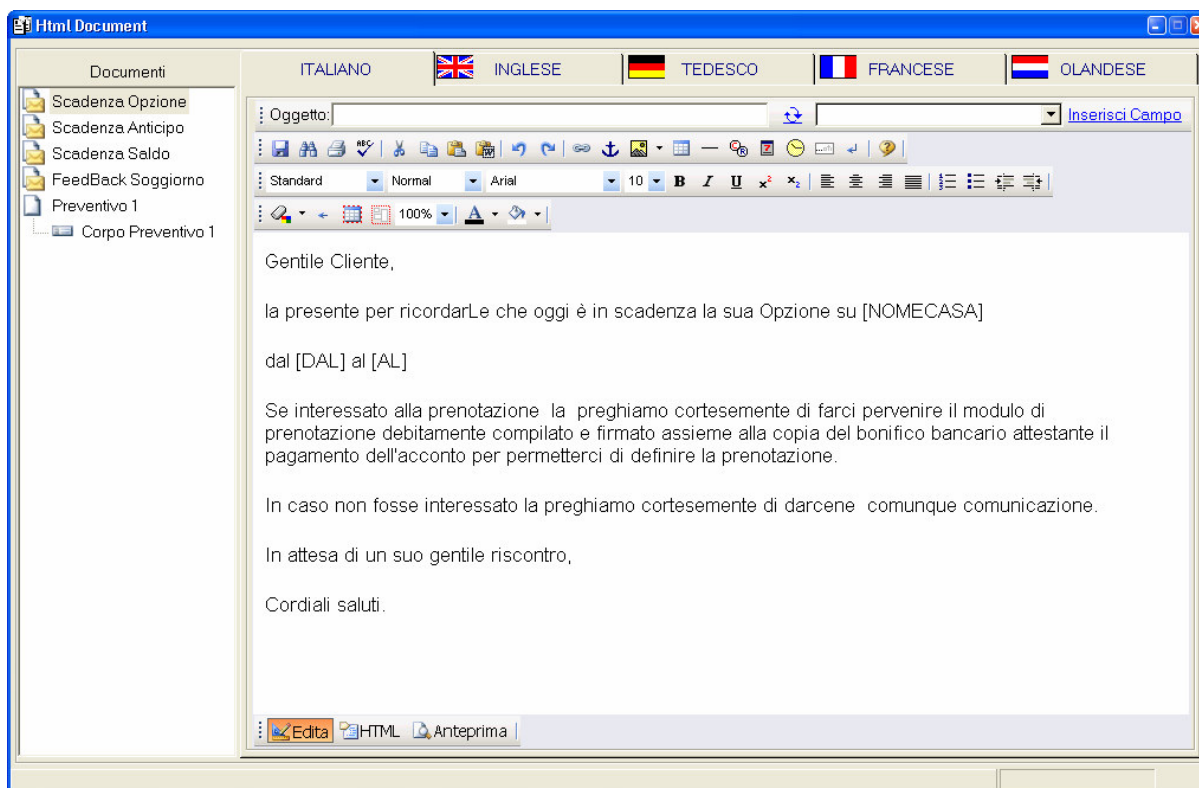 Html Document
Documenti
Scadenza Opzione
Scadenza Anticipo
Scadenza Saldo
FeedBack Soggiorno
Preventivo 1
Corpo Preventivo 1
ITALIANO INGLESE TEDESCO FRANCESE OLANDESE
Oggetto: Inserisci Campo
ABC
Standard Normal Arial 10 B I U x² x₂
100% A
Gentile Cliente,
la presente per ricordarLe che oggi è in scadenza la sua Opzione su [NOMECASA]
dal [DAL] al [AL]
Se interessato alla prenotazione  la  preghiamo cortesemente di farci pervenire il modulo di
prenotazione debitamente compilato e firmato assieme alla copia del bonifico bancario attestante il
pagamento dell'acconto per permetterci di definire la prenotazione.
In caso non fosse interessato la preghiamo cortesemente di darcene  comunque comunicazione.
In attesa di un suo gentile riscontro,
Cordiali saluti.
Edita HTML Anteprima